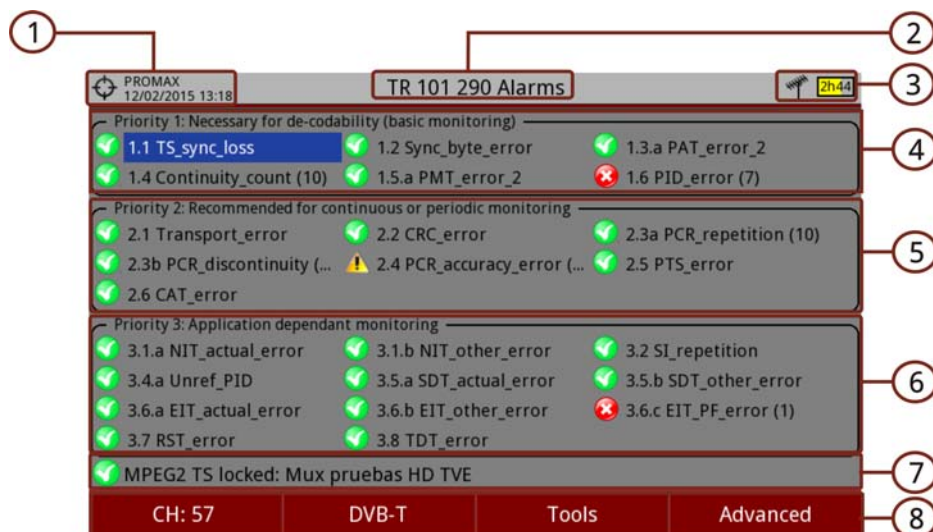 1
2
3
PROMAX
12/02/2015 13:18
TR 101 290 Alarms
2h44
Priority 1: Necessary for de-codability (basic monitoring)
1.1 TS_sync_loss 1.2 Sync_byte_error 1.3.a PAT_error_2
1.4 Continuity_count (10) 1.5.a PMT_error_2 1.6 PID_error (7)
4
Priority 2: Recommended for continuous or periodic monitoring
2.1 Transport_error 2.2 CRC_error 2.3a PCR_repetition (10)
2.3b PCR_discontinuity (... 2.4 PCR_accuracy_error (... 2.5 PTS_error
2.6 CAT_error
5
Priority 3: Application dependant monitoring
3.1.a NIT_actual_error 3.1.b NIT_other_error 3.2 SI_repetition
3.4.a Unref_PID 3.5.a SDT_actual_error 3.5.b SDT_other_error
3.6.a EIT_actual_error 3.6.b EIT_other_error 3.6.c EIT_PF_error (1)
3.7 RST_error 3.8 TDT_error
6
MPEG2 TS locked: Mux pruebas HD TVE
7
CH: 57 DVB-T Tools Advanced
8